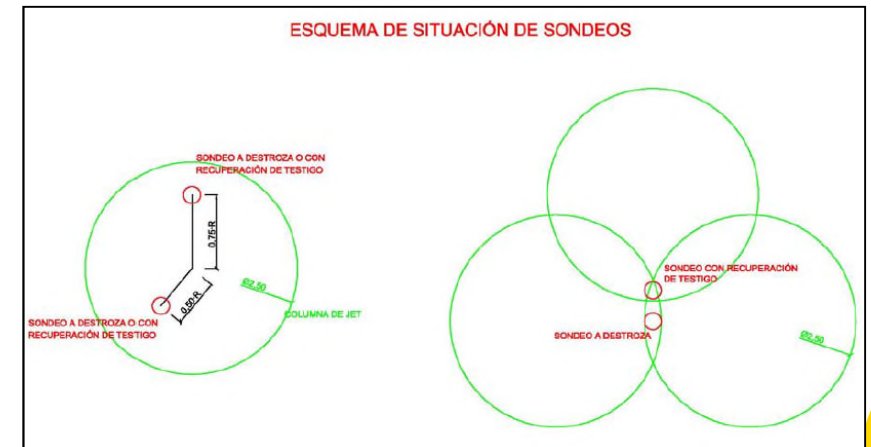 ESQUEMA DE SITUACIÓN DE SONDEOS
SONDEO A DESTROZA O CON
RECUPERACIÓN DE TESTIGO
0,75·R
0,50·R
Ø2,50
COLUMNA DE JET
SONDEO A DESTROZA O CON
RECUPERACIÓN DE TESTIGO
SONDEO CON RECUPERACIÓN
DE TESTIGO
SONDEO A DESTROZA
Ø2,50